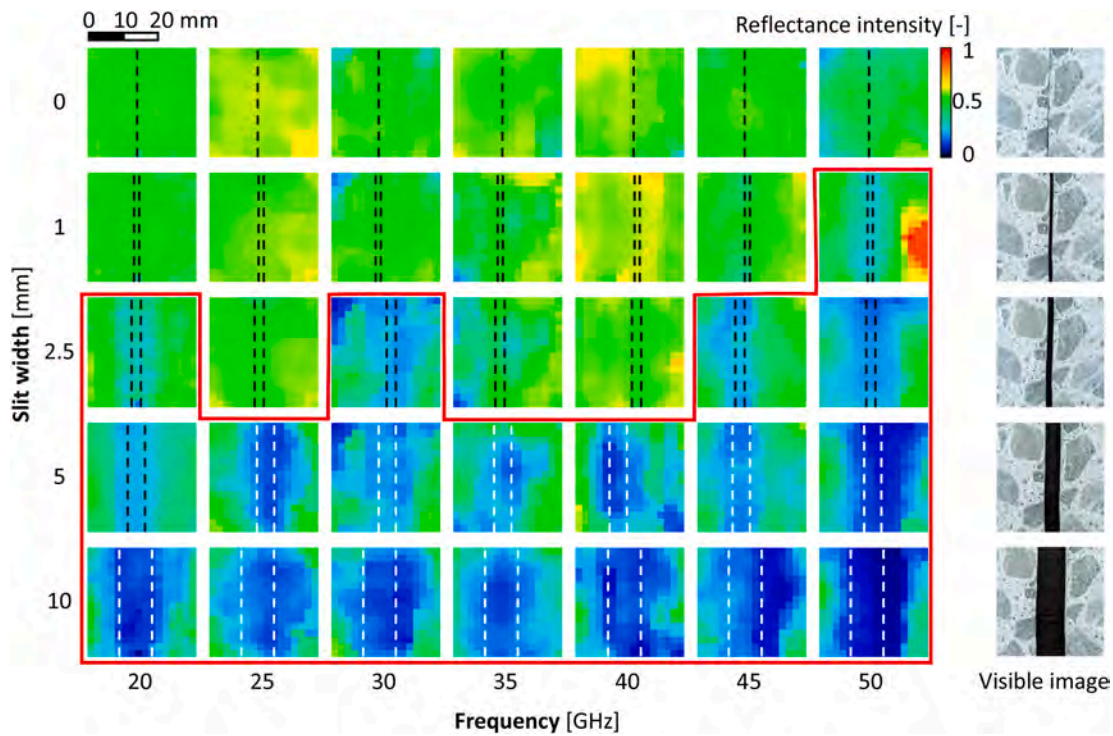 0 10 20 mm
Reflectance intensity [-]
1
0.5
0
Slit width [mm]
0
1
2.5
5
10
20 25 30 35 40 45 50
Frequency [GHz]
Visible image